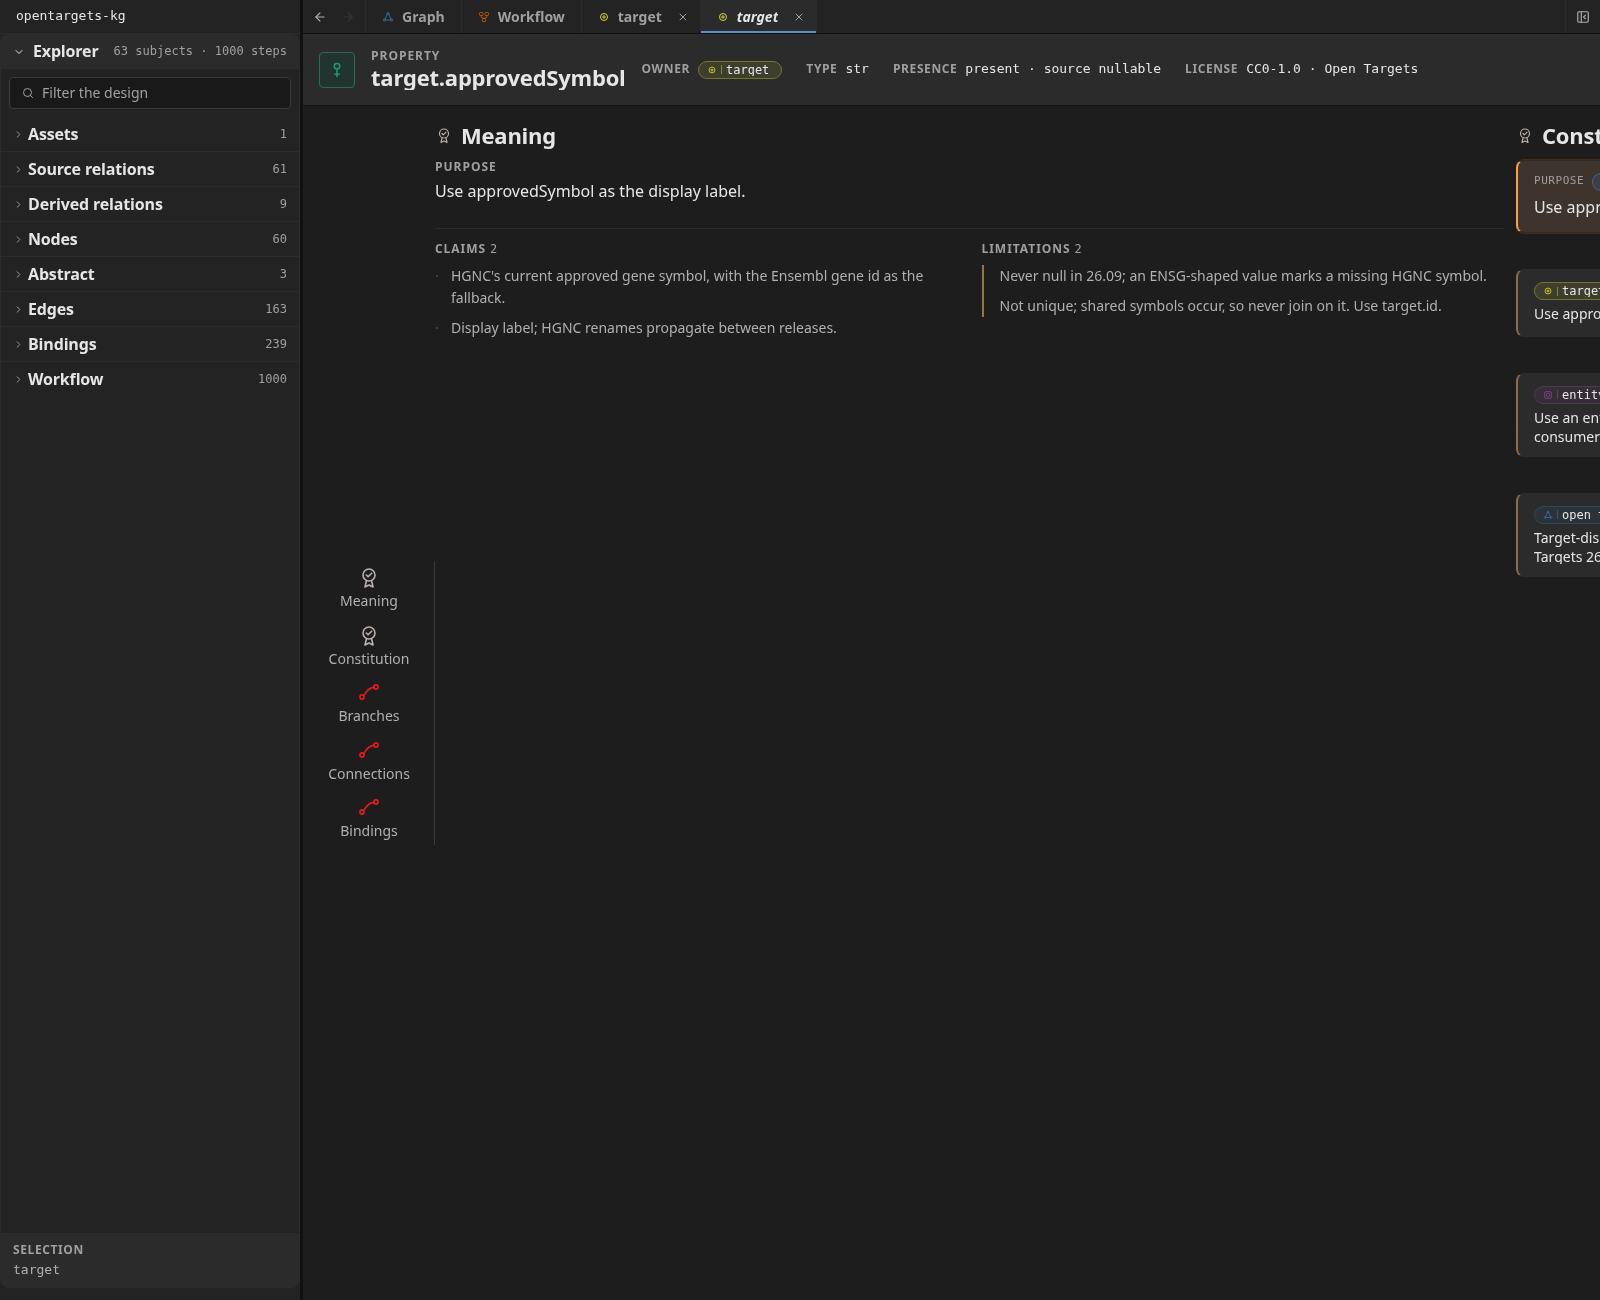 opentargets-kg
Graph
Workflow
target
target
Explorer 63 subjects · 1000 steps
Filter the design
Assets 1
Source relations 61
Derived relations 9
Nodes 60
Abstract 3
Edges 163
Bindings 239
Workflow 1000
SELECTION
target
PROPERTY
target.approvedSymbol
OWNER target TYPE str PRESENCE present · source nullable LICENSE CC0-1.0 · Open Targets
Meaning
Constitution
Branches
Connections
Bindings
Meaning
PURPOSE
Use approvedSymbol as the display label.
CLAIMS 2
HGNC's current approved gene symbol, with the Ensembl gene id as the
fallback.
Display label; HGNC renames propagate between releases.
LIMITATIONS 2
Never null in 26.09; an ENSG-shaped value marks a missing HGNC symbol.
Not unique; shared symbols occur, so never join on it. Use target.id.
Const
PURPOSE
Use appr
target
Use appro
entity
Use an en
consumer
open
Target-dis
Targets 26